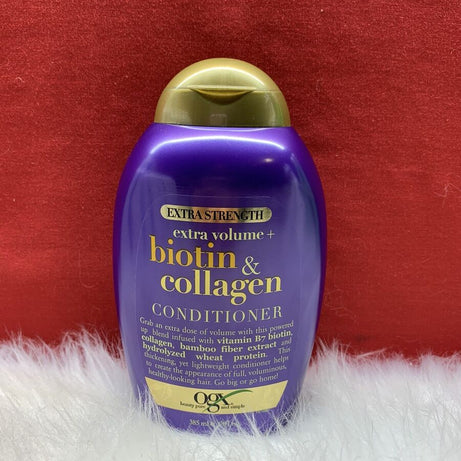 EXTRA STRENGTH
extra volume +
biotin
& collagen
CONDITIONER
Grab an extra dose of volume with this powered
up blend infused with vitamin B7 biotin,
collagen, bamboo fiber extract and
hydrolyzed wheat protein. This
thickening, yet lightweight conditioner helps
to create the appearance of full, voluminous,
healthy-looking hair. Go big or go home!
ogx
beauty pure and simple
385 ml